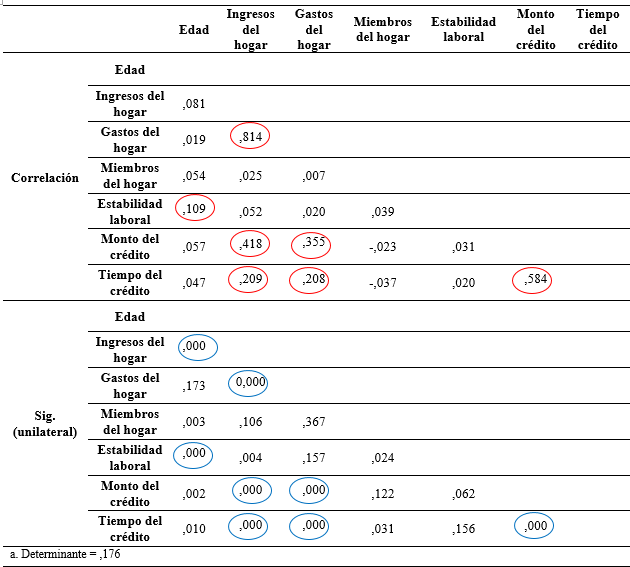 Edad Ingresos del hogar Gastos del hogar Miembros del hogar Estabilidad laboral Monto del crédito Tiempo del crédito
Correlación
Edad
Ingresos del hogar ,081
Gastos del hogar ,019 ,814
Miembros del hogar ,054 ,025 ,007
Estabilidad laboral ,109 ,052 ,020 ,039
Monto del crédito ,057 ,418 ,355 -,023 ,031
Tiempo del crédito ,047 ,209 ,208 -,037 ,020 ,584
Sig. (unilateral)
Edad
Ingresos del hogar ,000
Gastos del hogar ,173 0,000
Miembros del hogar ,003 ,106 ,367
Estabilidad laboral ,000 ,004 ,157 ,024
Monto del crédito ,002 ,000 ,000 ,122 ,062
Tiempo del crédito ,010 ,000 ,000 ,031 ,156 ,000
a. Determinante = ,176